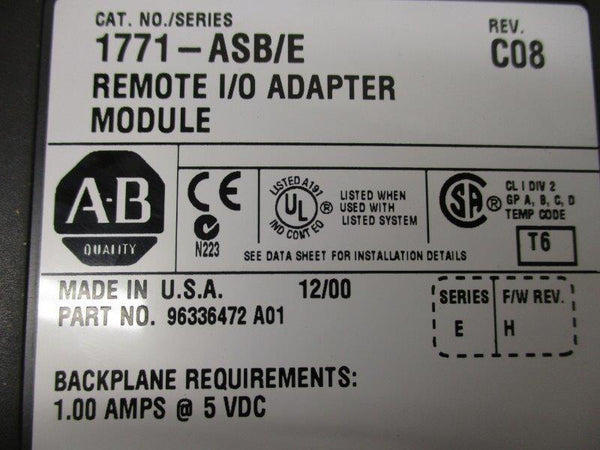 CAT. NO./SERIES
1771-ASB/E
REV.
C08
REMOTE I/O ADAPTER
MODULE
A-B
QUALITY
CE
N223
LISTED A191
UL ®
IND CONT EQ
LISTED WHEN
USED WITH
LISTED SYSTEM
SA ®
CL I DIV 2
GP A, B, C, D
TEMP CODE
T6
SEE DATA SHEET FOR INSTALLATION DETAILS
MADE IN U.S.A. 12/00
PART NO. 96336472 A01
SERIES F/W REV.
E H
BACKPLANE REQUIREMENTS:
1.00 AMPS @ 5 VDC